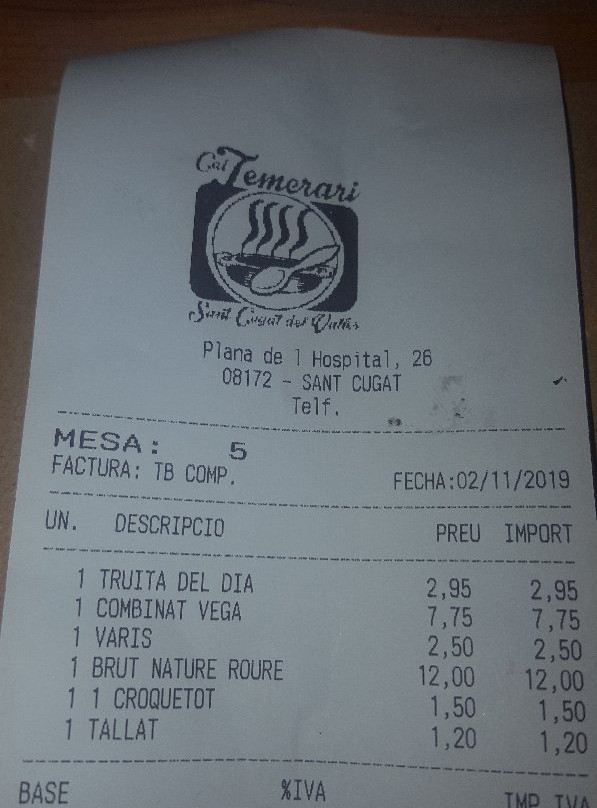 Cal Temerari
Sant Cugat del Vallès
Plana de l Hospital, 26
08172 - SANT CUGAT
Telf.
MESA: 5
FACTURA: TB COMP. FECHA:02/11/2019
UN. DESCRIPCIO PREU IMPORT
1 TRUITA DEL DIA 2,95 2,95
1 COMBINAT VEGA 7,75 7,75
1 VARIS 2,50 2,50
1 BRUT NATURE ROURE 12,00 12,00
1 1 CROQUETOT 1,50 1,50
1 TALLAT 1,20 1,20
BASE %IVA IMP IVA